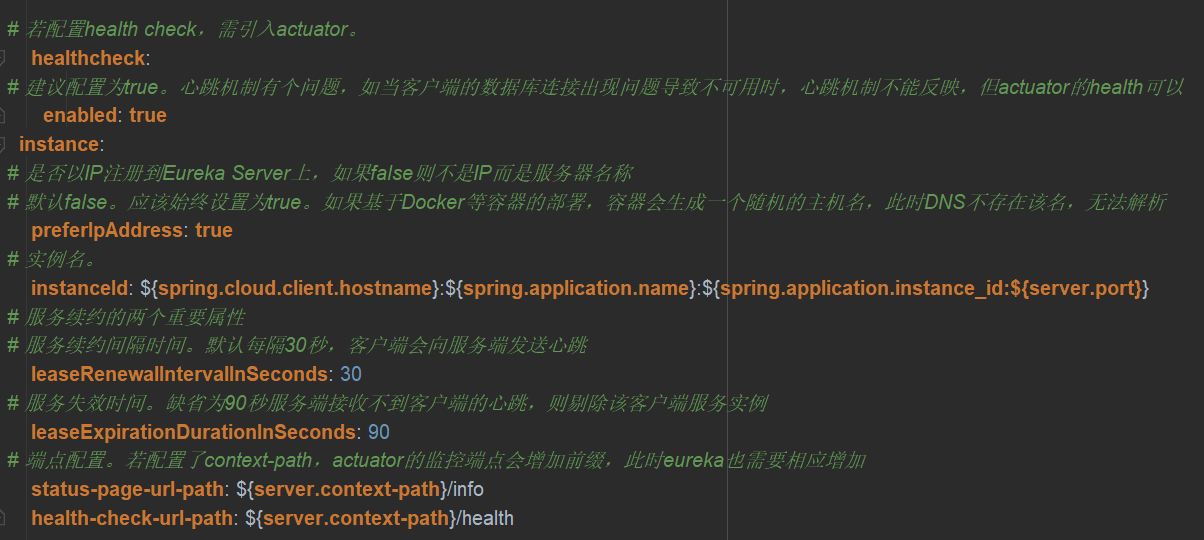 # 若配置health check，需引入actuator。
healthcheck:
# 建议配置为true。心跳机制有个问题，如当客户端的数据库连接出现问题导致不可用时，心跳机制不能反映，但actuator的health可以
enabled: true
instance:
# 是否以IP注册到Eureka Server上，如果false则不是IP而是服务器名称
# 默认false。应该始终设置为true。如果基于Docker等容器的部署，容器会生成一个随机的主机名，此时DNS不存在该名，无法解析
preferIpAddress: true
# 实例名。
instanceId: ${spring.cloud.client.hostname}:${spring.application.name}:${spring.application.instance_id:${server.port}}
# 服务续约的两个重要属性
# 服务续约间隔时间。默认每隔30秒，客户端会向服务端发送心跳
leaseRenewalIntervalInSeconds: 30
# 服务失效时间。缺省为90秒服务端接收不到客户端的心跳，则剔除该客户端服务实例
leaseExpirationDurationInSeconds: 90
# 端点配置。若配置了context-path，actuator的监控端点会增加前缀，此时eureka也需要相应增加
status-page-url-path: ${server.context-path}/info
health-check-url-path: ${server.context-path}/health